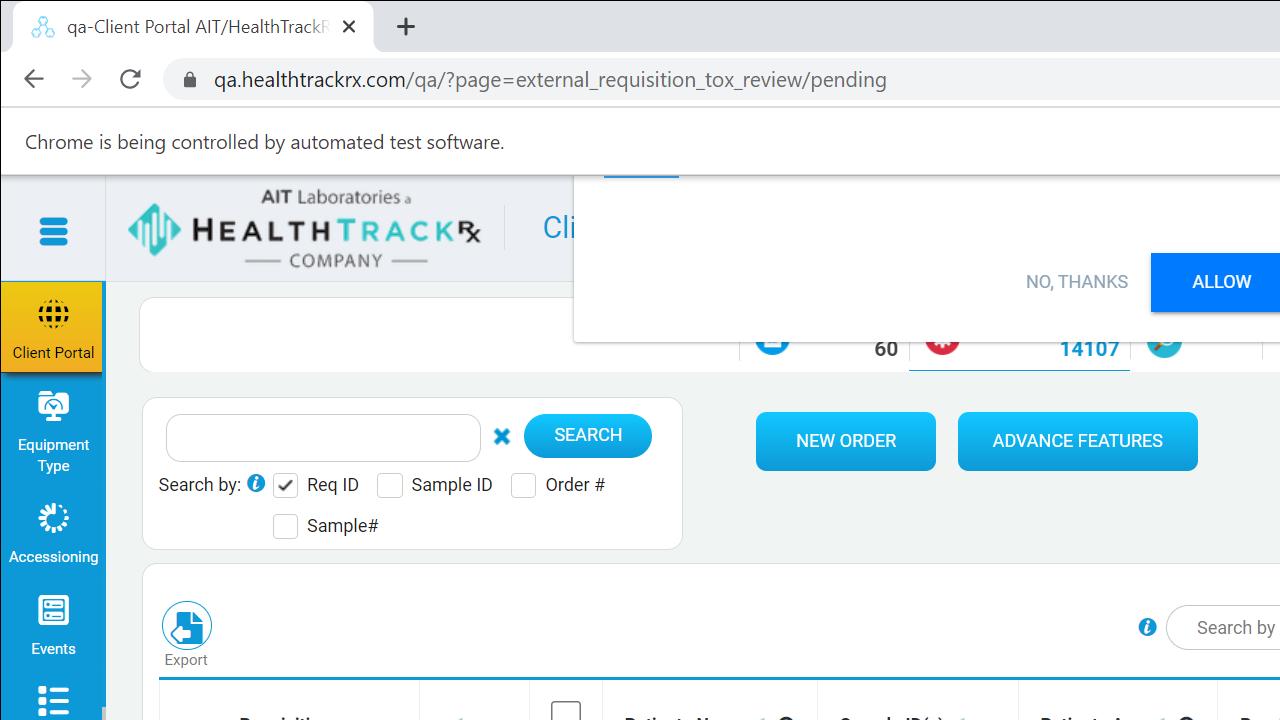 qa-Client Portal AIT/HealthTrackR
qa.healthtrackrx.com/qa/?page=external_requisition_tox_review/pending
Chrome is being controlled by automated test software.
AIT Laboratories a
HEALTHTRACKRx
COMPANY
Cli
NO, THANKS
ALLOW
Client Portal
60
14107
SEARCH
NEW ORDER
ADVANCE FEATURES
Equipment
Type
Search by:
Req ID
Sample ID
Order #
Sample#
Accessioning
Events
Search by
Export